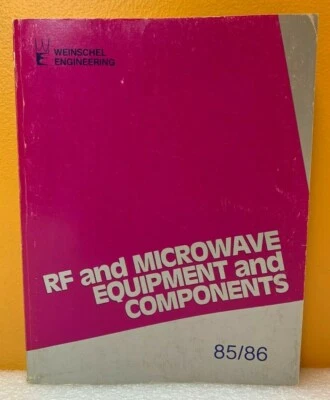 WEINSCHEL
ENGINEERING
RF and MICROWAVE
EQUIPMENT and
COMPONENTS
85/86